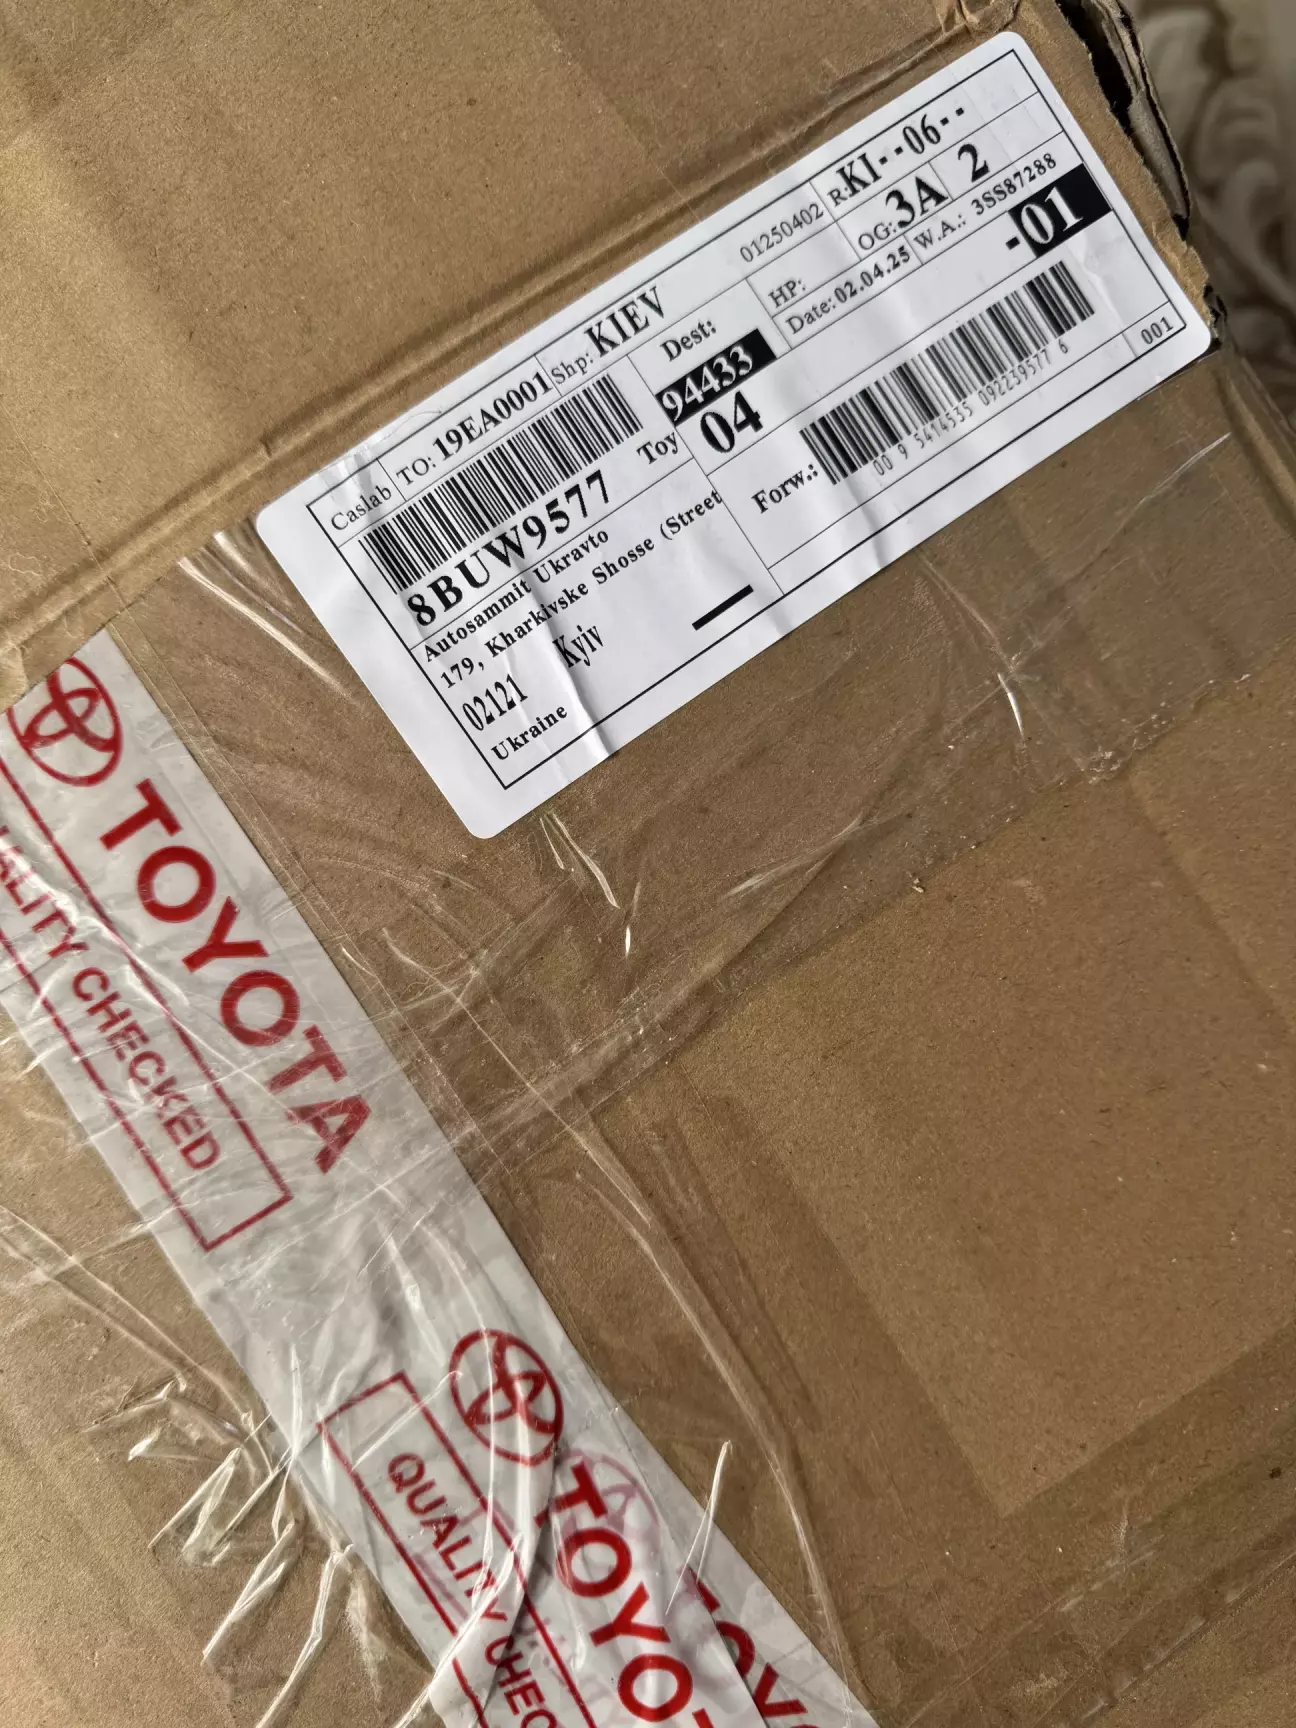 Caslab TO: 19EA0001 Shp: KIEV 01250402 R: KI--06--
8BUW9577 Toy
Dest:
94433
04
HP: OG: 3A 2
Date: 02.04.25 W.A.: 3SS87288
-01
Autosammit Ukravto
179, Kharkivske Shosse (Street
02121 Kyiv
Ukraine
Forw.:
00 9 5414535 092239577 6
001
TOYOTA
QUALITY CHECKED
TOYOTA
QUALITY CHEC
TOYO